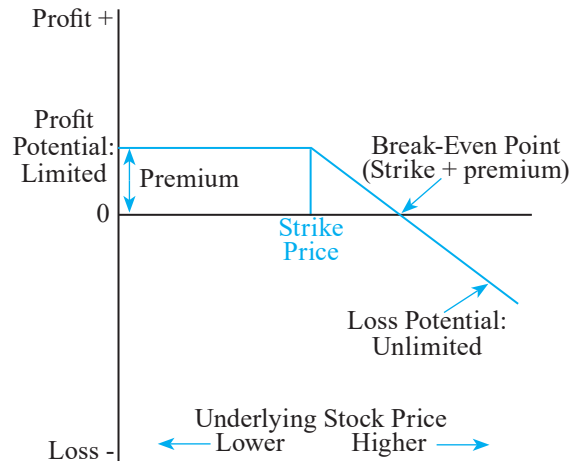 Profit +
Profit
Potential:
Limited
Premium
Break-Even Point
(Strike + premium)
0
Strike
Price
Loss Potential:
Unlimited
Underlying Stock Price
Lower Higher
Loss -